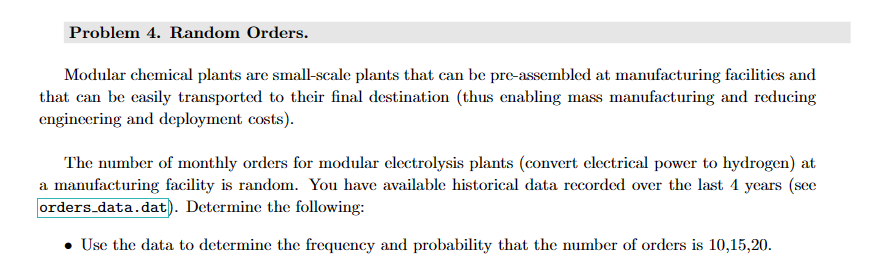 Problem 4. Random Orders.
Modular chemical plants are small-scale plants that can be pre-assembled at manufacturing facilities and
that can be easily transported to their final destination (thus enabling mass manufacturing and reducing
engineering and deployment costs).
The number of monthly orders for modular electrolysis plants (convert electrical power to hydrogen) at
a manufacturing facility is random. You have available historical data recorded over the last 4 years (see
orders_data.dat). Determine the following:
• Use the data to determine the frequency and probability that the number of orders is 10,15,20.